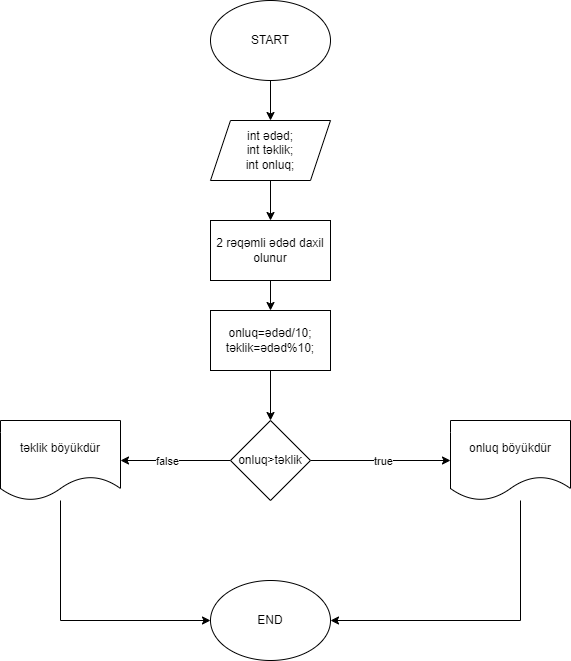 START
int ədəd;
int təklik;
int onluq;
2 rəqəmli ədəd daxil
olunur
onluq=ədəd/10;
təklik=ədəd%10;
təklik böyükdür
false
onluq>təklik
true
onluq böyükdür
END